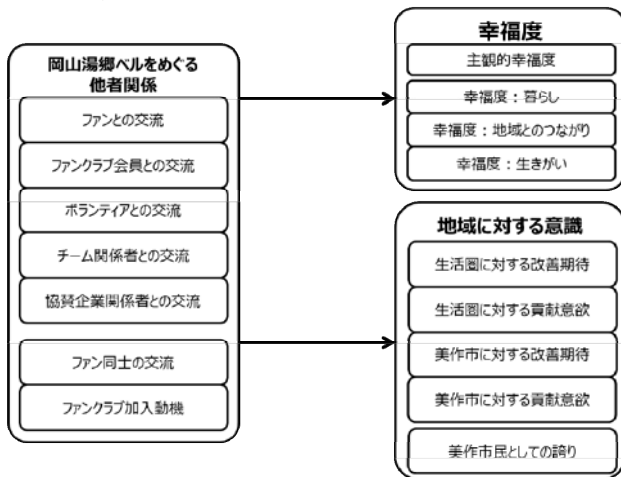 岡山湯郷ベルをめぐる
他者関係
ファンとの交流
ファンクラブ会員との交流
ボランティアとの交流
チーム関係者との交流
協賛企業関係者との交流
ファン同士の交流
ファンクラブ加入動機
幸福度
主観的幸福度
幸福度：暮らし
幸福度：地域とのつながり
幸福度：生きがい
地域に対する意識
生活圏に対する改善期待
生活圏に対する貢献意欲
美作市に対する改善期待
美作市に対する貢献意欲
美作市民としての誇り